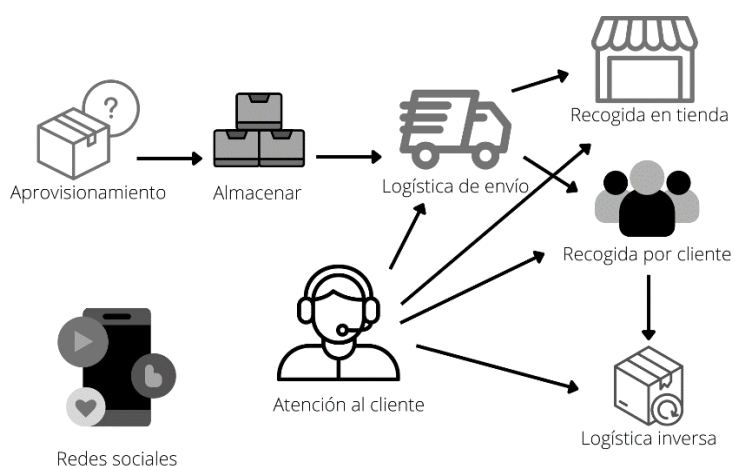 ?
Recogida en tienda
Aprovisionamiento
Almacenar
Logística de envío
Recogida por cliente
Atención al cliente
Logística inversa
Redes sociales